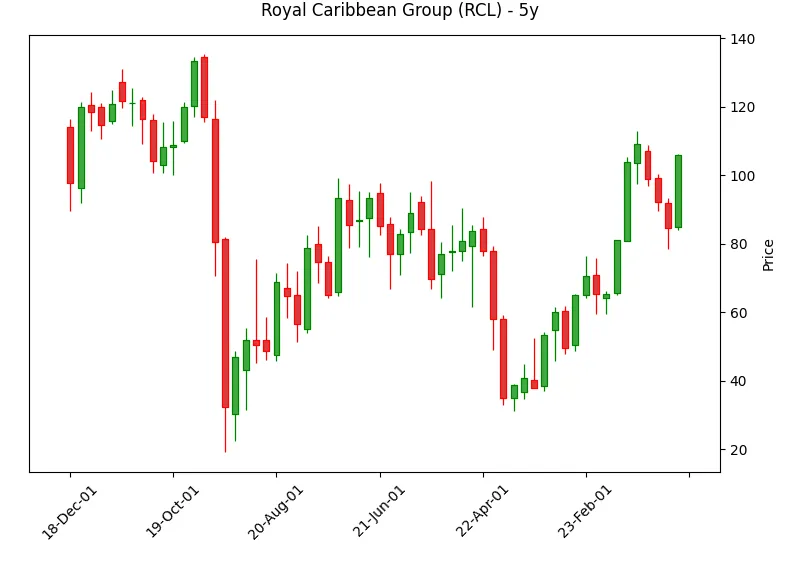 Royal Caribbean Group (RCL) - 5y
140
120
100
80
60
40
20
Price
18-Dec-01
19-Oct-01
20-Aug-01
21-Jun-01
22-Apr-01
23-Feb-01